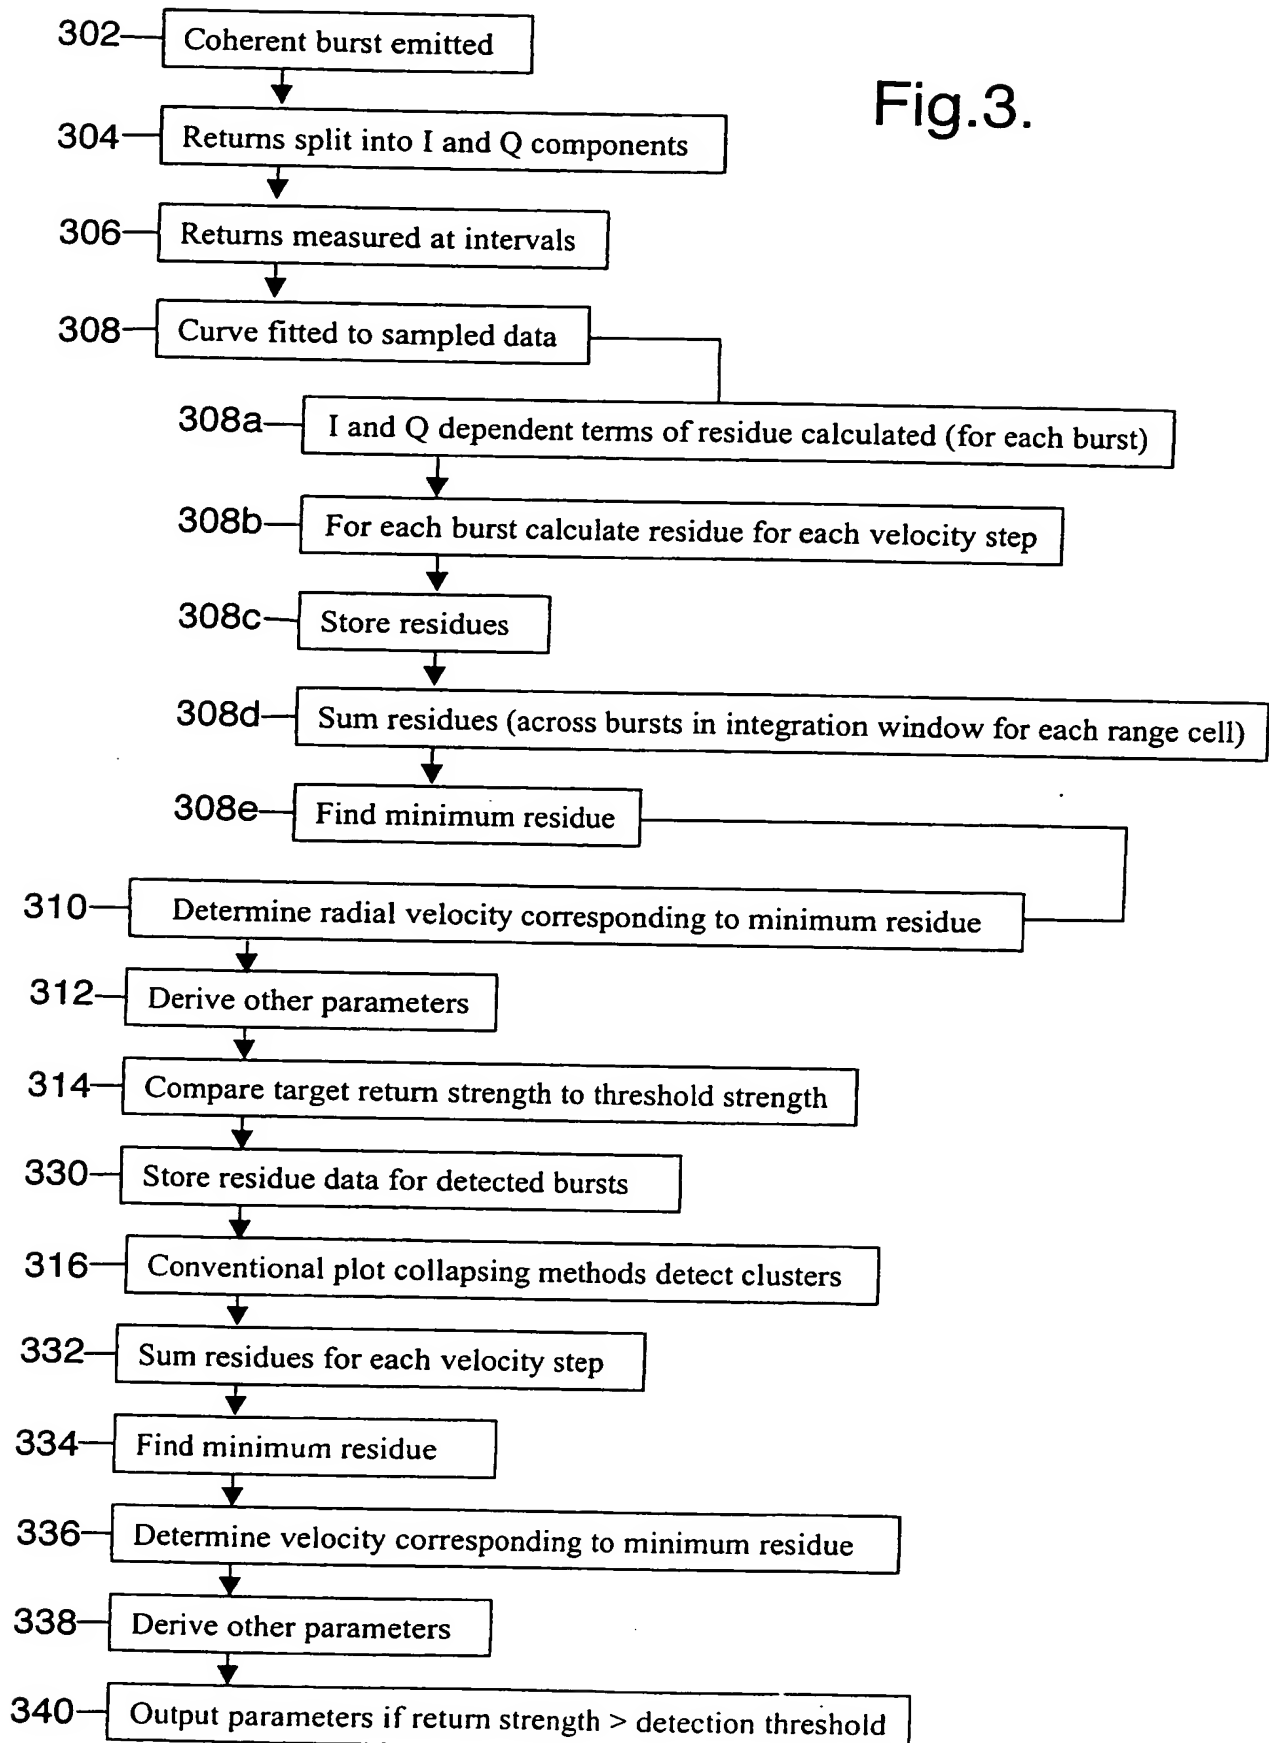 302 Coherent burst emitted
Fig.3.
304 Returns split into I and Q components
306 Returns measured at intervals
308 Curve fitted to sampled data
308a I and Q dependent terms of residue calculated (for each burst)
308b For each burst calculate residue for each velocity step
308c Store residues
308d Sum residues (across bursts in integration window for each range cell)
308e Find minimum residue
310 Determine radial velocity corresponding to minimum residue
312 Derive other parameters
314 Compare target return strength to threshold strength
330 Store residue data for detected bursts
316 Conventional plot collapsing methods detect clusters
332 Sum residues for each velocity step
334 Find minimum residue
336 Determine velocity corresponding to minimum residue
338 Derive other parameters
340 Output parameters if return strength > detection threshold